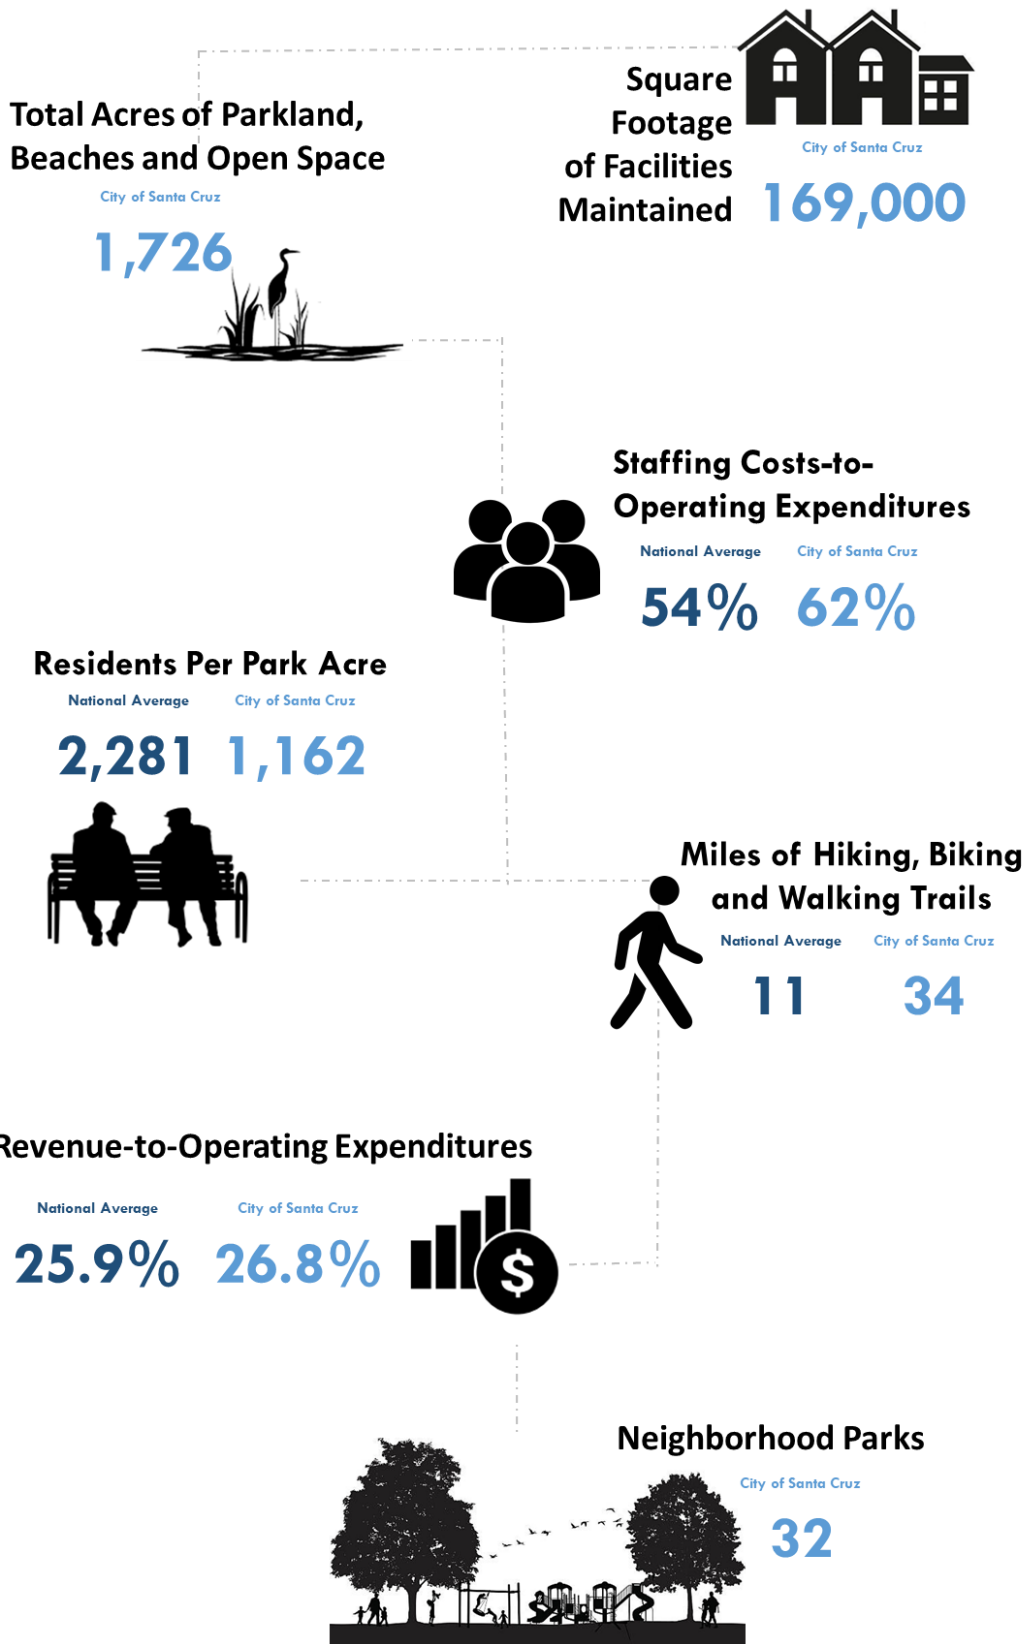 Total Acres of Parkland,
Beaches and Open Space
City of Santa Cruz
1,726
Square
Footage
of Facilities
Maintained
City of Santa Cruz
169,000
Staffing Costs-to-
Operating Expenditures
National Average City of Santa Cruz
54% 62%
Residents Per Park Acre
National Average City of Santa Cruz
2,281 1,162
Miles of Hiking, Biking
and Walking Trails
National Average City of Santa Cruz
11 34
Revenue-to-Operating Expenditures
National Average City of Santa Cruz
25.9% 26.8%
$
Neighborhood Parks
City of Santa Cruz
32